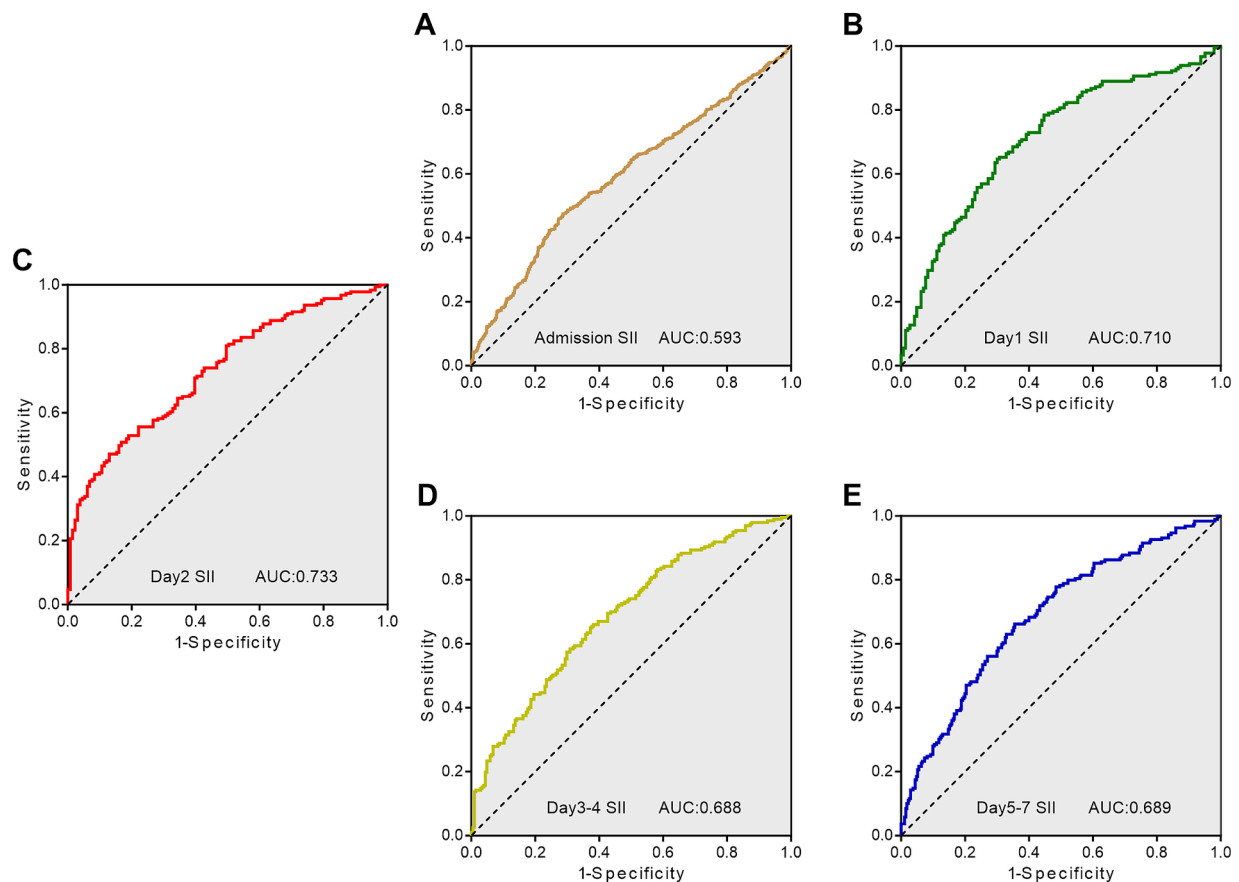 A
1.0
0.8
0.6
0.4
0.2
0.0
Sensitivity
Admission SII AUC:0.593
0.0 0.2 0.4 0.6 0.8 1.0
1-Specificity
B
1.0
0.8
0.6
0.4
0.2
0.0
Sensitivity
Day1 SII AUC:0.710
0.0 0.2 0.4 0.6 0.8 1.0
1-Specificity
C
1.0
0.8
0.6
0.4
0.2
0.0
Sensitivity
Day2 SII AUC:0.733
0.0 0.2 0.4 0.6 0.8 1.0
1-Specificity
D
1.0
0.8
0.6
0.4
0.2
0.0
Sensitivity
Day3-4 SII AUC:0.688
0.0 0.2 0.4 0.6 0.8 1.0
1-Specificity
E
1.0
0.8
0.6
0.4
0.2
0.0
Sensitivity
Day5-7 SII AUC:0.689
0.0 0.2 0.4 0.6 0.8 1.0
1-Specificity